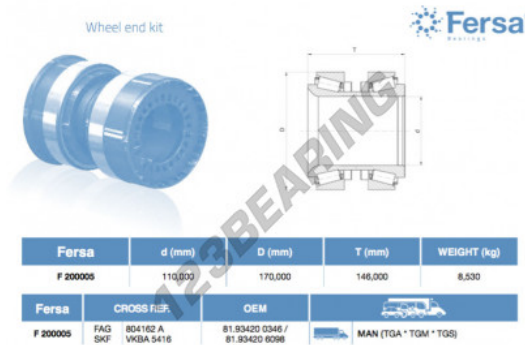 Wheel end kit
Fersa
Bearings
T
D
d
123BEARING
Fersa d (mm) D (mm) T (mm) WEIGHT (kg)
F 200005 110,000 170,000 146,000 8,530
Fersa CROSS REF. OEM
F 200005 FAG 804162 A 81.93420 0346 / MAN (TGA * TGM * TGS)
SKF VKBA 5416 81.93420 6098